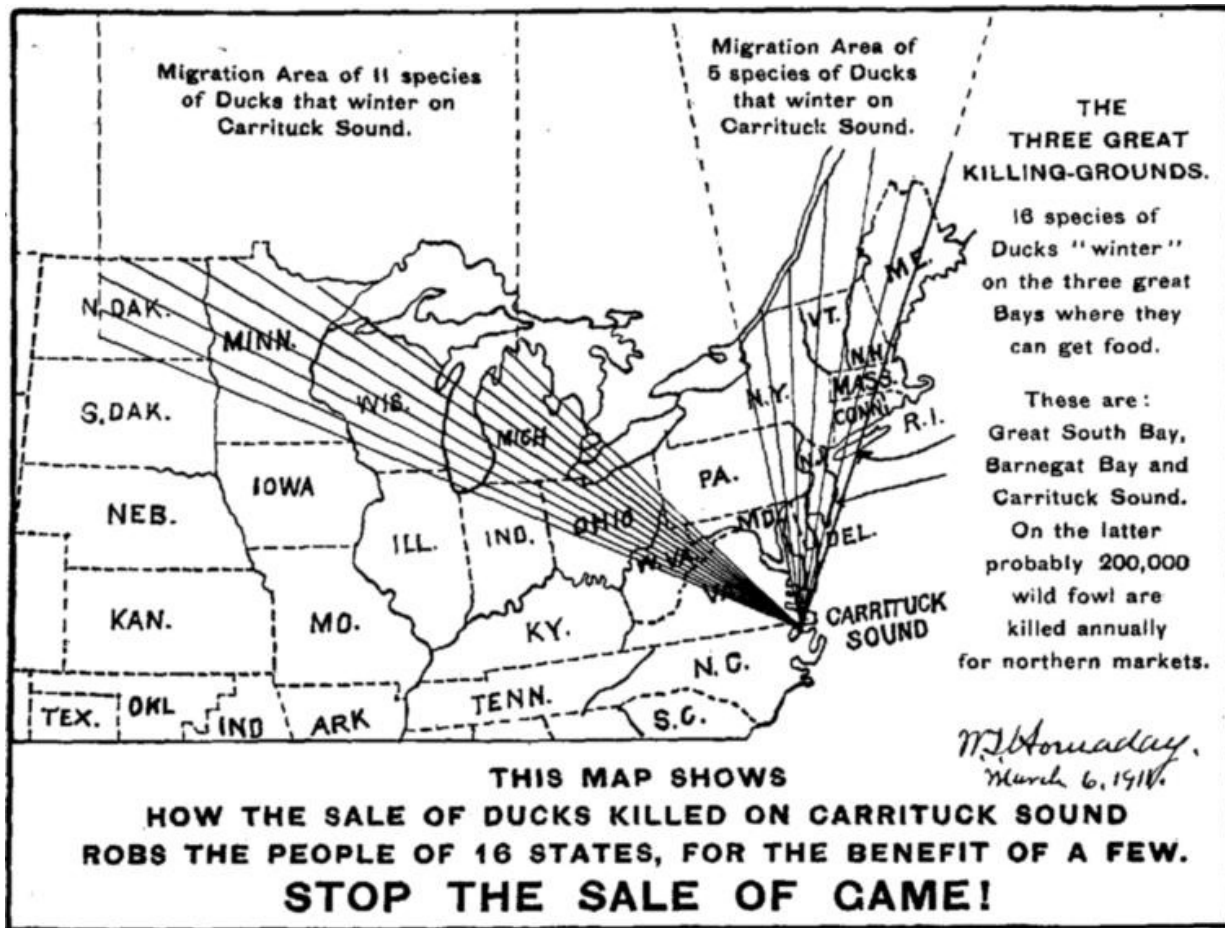 Migration Area of 11 species
of Ducks that winter on
Carrituck Sound.
Migration Area of
5 species of Ducks
that winter on
Carrituck Sound.
THE
THREE GREAT
KILLING-GROUNDS.
16 species of
Ducks "winter"
on the three great
Bays where they
can get food.
These are:
Great South Bay,
Barnegat Bay and
Carrituck Sound.
On the latter
probably 200,000
wild fowl are
killed annually
for northern markets.
W.T. Hornaday.
March 6, 1911.
N. DAK.
MINN.
S. DAK.
WIS.
MICH
IOWA
NEB.
ILL.
IND.
OHIO
KAN.
MO.
KY.
W. VA.
VA.
TENN.
N. C.
S. C.
TEX.
OKL
IND
ARK
ME.
VT.
N.H.
MASS.
CONN.
R. I.
N.Y.
PA.
N.J.
MD.
DEL.
CARRITUCK
SOUND
THIS MAP SHOWS
HOW THE SALE OF DUCKS KILLED ON CARRITUCK SOUND
ROBS THE PEOPLE OF 16 STATES, FOR THE BENEFIT OF A FEW.
STOP THE SALE OF GAME!